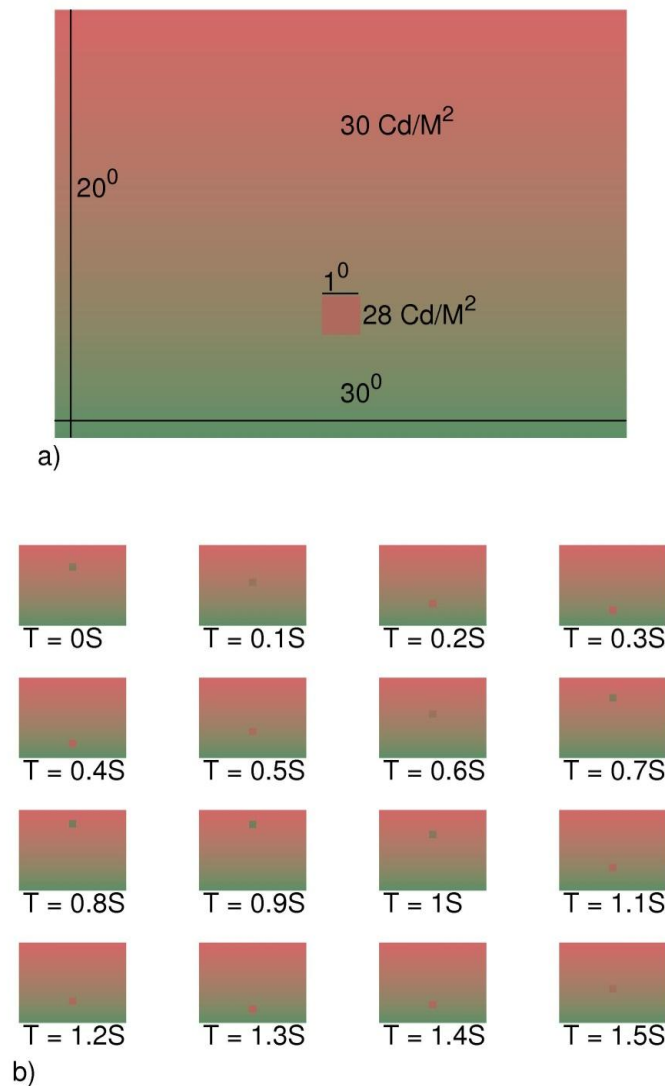 30 Cd/M²
20⁰
1⁰
28 Cd/M²
30⁰
a)
T = 0S T = 0.1S T = 0.2S T = 0.3S
T = 0.4S T = 0.5S T = 0.6S T = 0.7S
T = 0.8S T = 0.9S T = 1S T = 1.1S
T = 1.2S T = 1.3S T = 1.4S T = 1.5S
b)